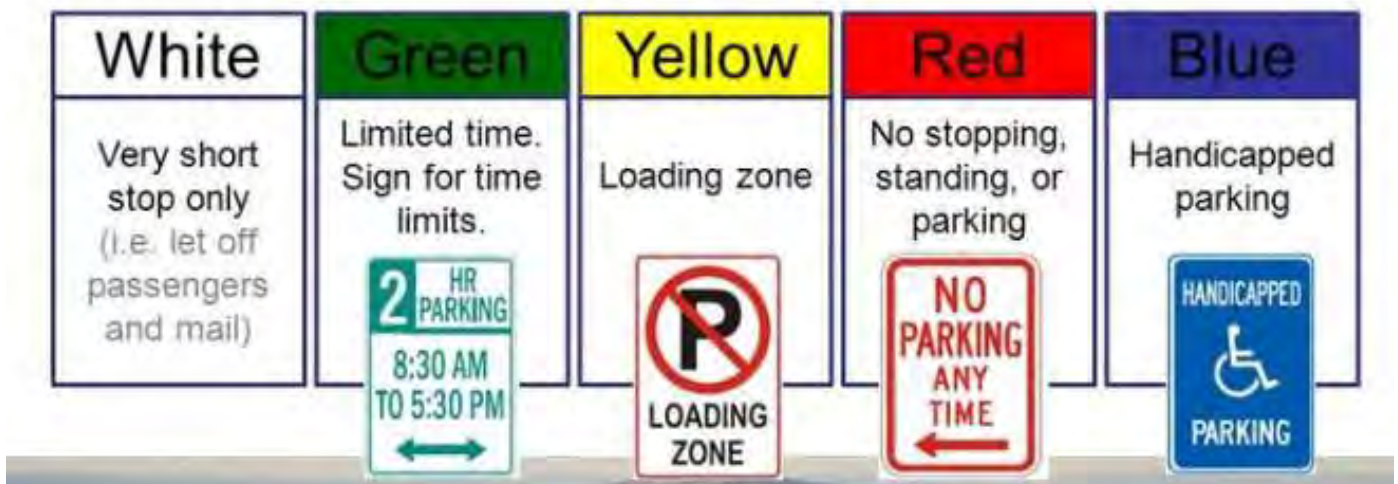 White
Very short
stop only
(i.e. let off
passengers
and mail)
Green
Limited time.
Sign for time
limits.
2 HR
PARKING
8:30 AM
TO 5:30 PM
Yellow
Loading zone
P
LOADING
ZONE
Red
No stopping,
standing, or
parking
NO
PARKING
ANY
TIME
Blue
Handicapped
parking
HANDICAPPED
PARKING